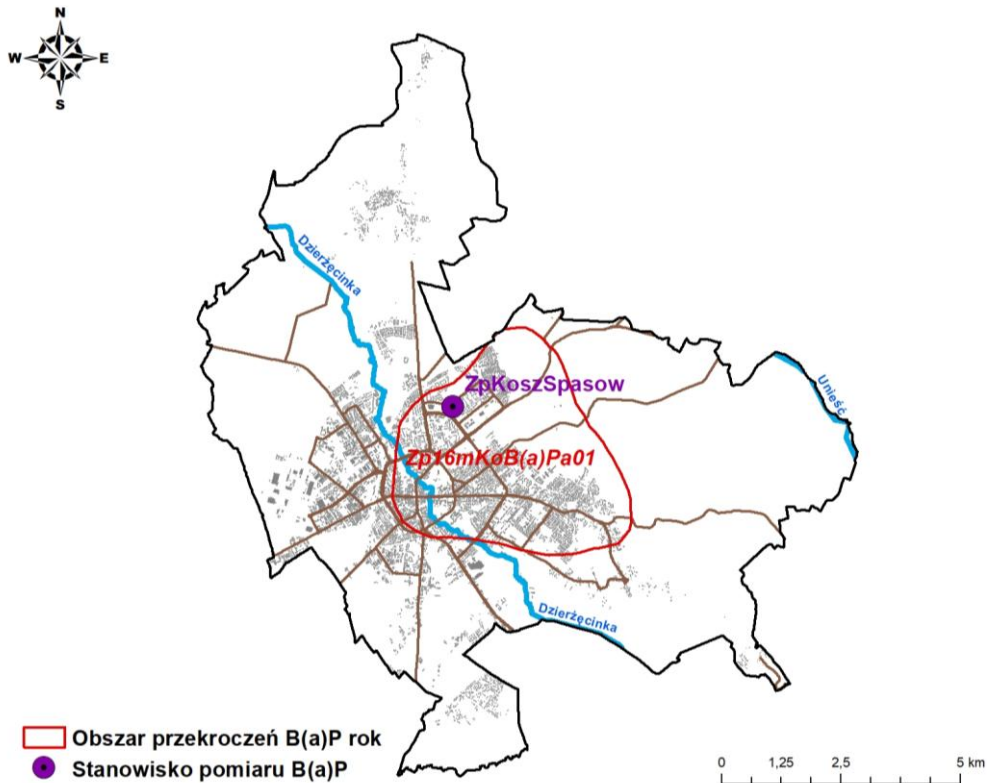 N
W E
S
Dzierżęcinka
Unieść
ZpKoszSpasow
Zp16mKoB(a)Pa01
Dzierżęcinka
Obszar przekroczeń B(a)P rok
Stanowisko pomiaru B(a)P
0 1,25 2,5 5 km